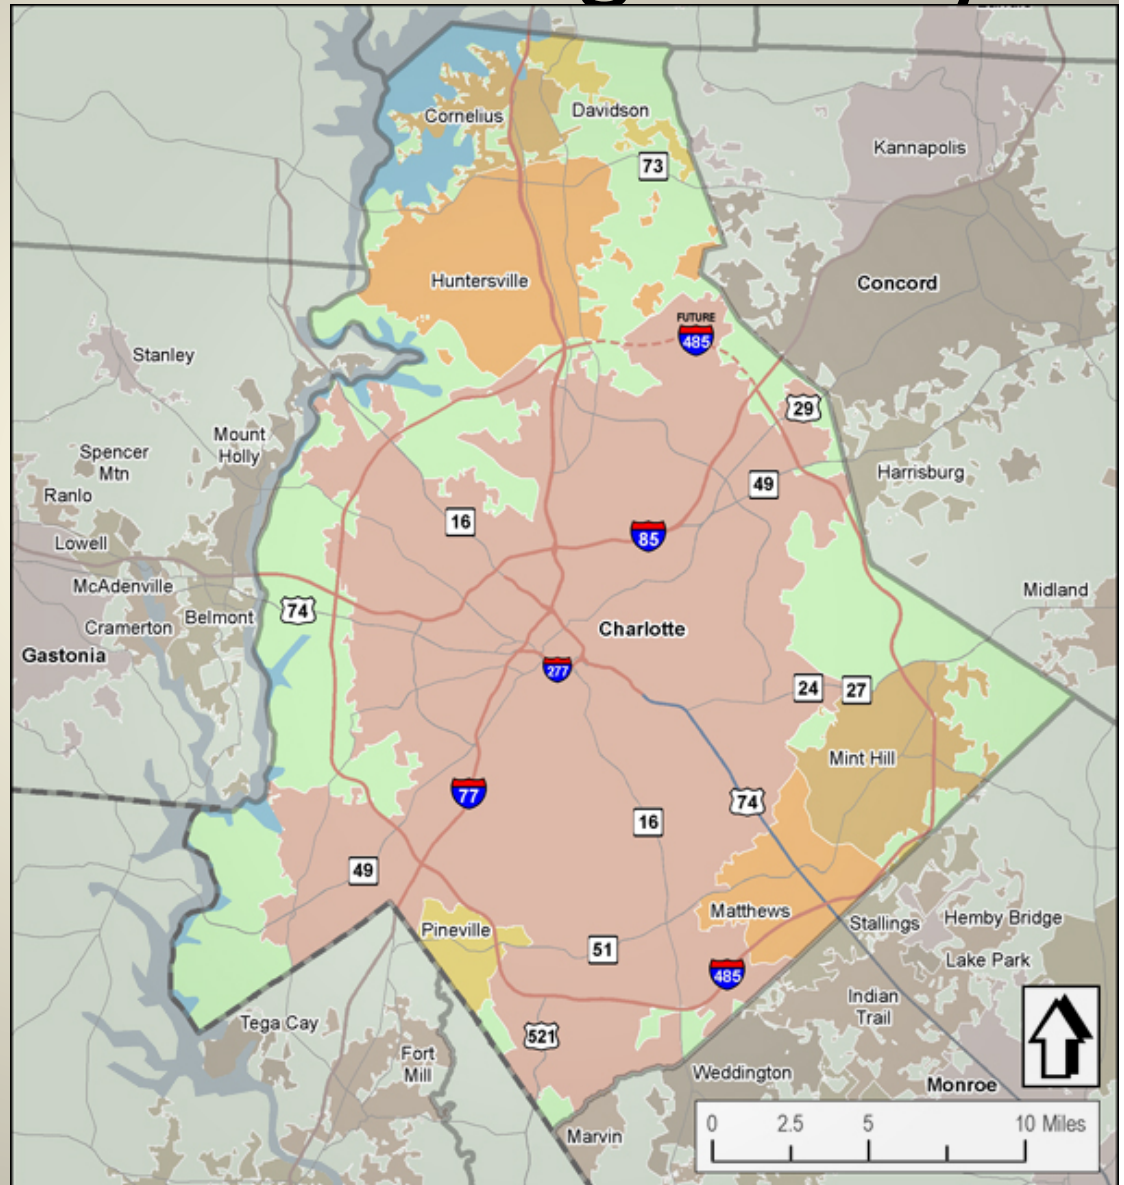 Cornelius
Davidson
73
Kannapolis
Huntersville
Concord
FUTURE
485
Stanley
29
Mount
Holly
Spencer
Mtn
Harrisburg
49
Ranlo
16
85
Lowell
McAdenville
Midland
74
Belmont
Cramerton
Charlotte
Gastonia
277
24
27
Mint Hill
77
74
16
49
Matthews
Pineville
Stallings
Hemby Bridge
51
Lake Park
485
Indian
Trail
Tega Cay
521
Fort
Mill
Weddington
Monroe
Marvin
0 2.5 5 10 Miles